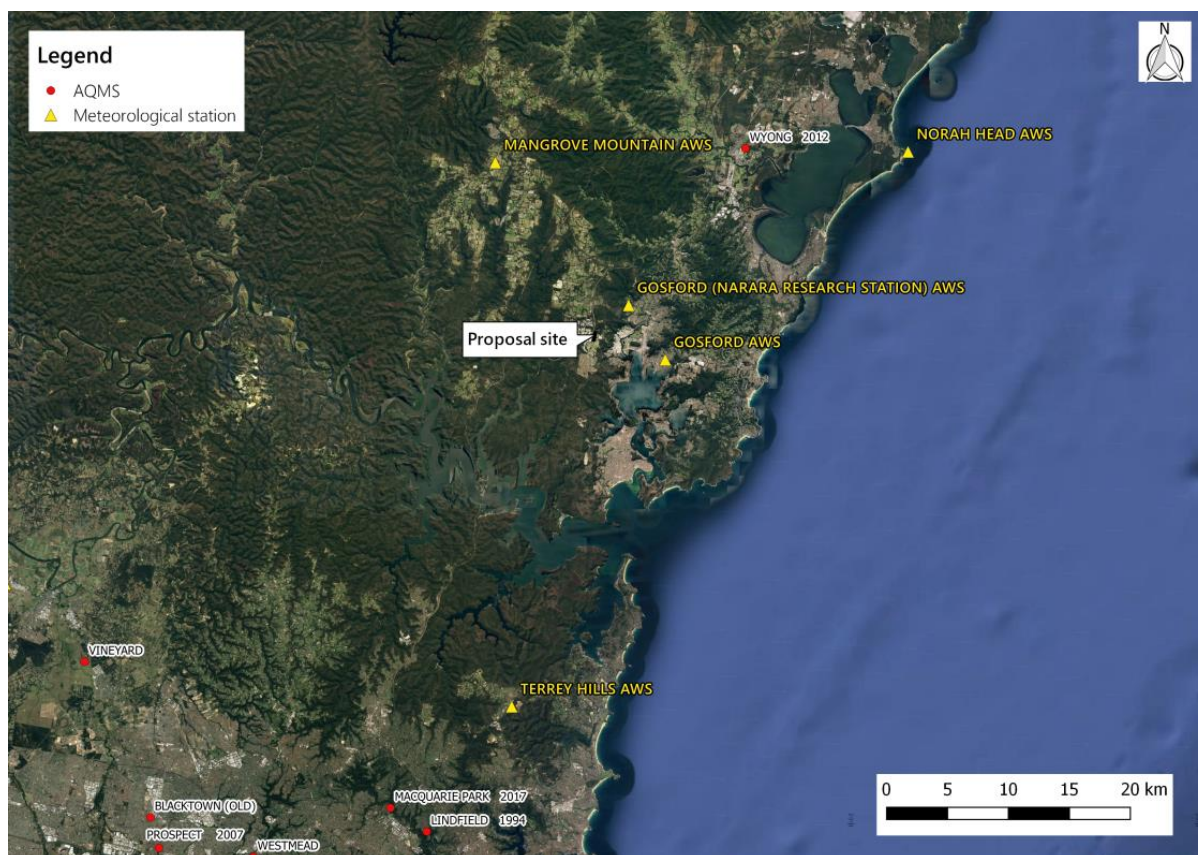 Legend
AQMS
Meteorological station
N
MANGROVE MOUNTAIN AWS
WYONG 2012
NORAH HEAD AWS
GOSFORD (NARARA RESEARCH STATION) AWS
Proposal site
GOSFORD AWS
VINEYARD
TERREY HILLS AWS
MACQUARIE PARK 2017
BLACKTOWN (OLD)
LINDFIELD 1994
PROSPECT 2007
WESTMEAD
0 5 10 15 20 km